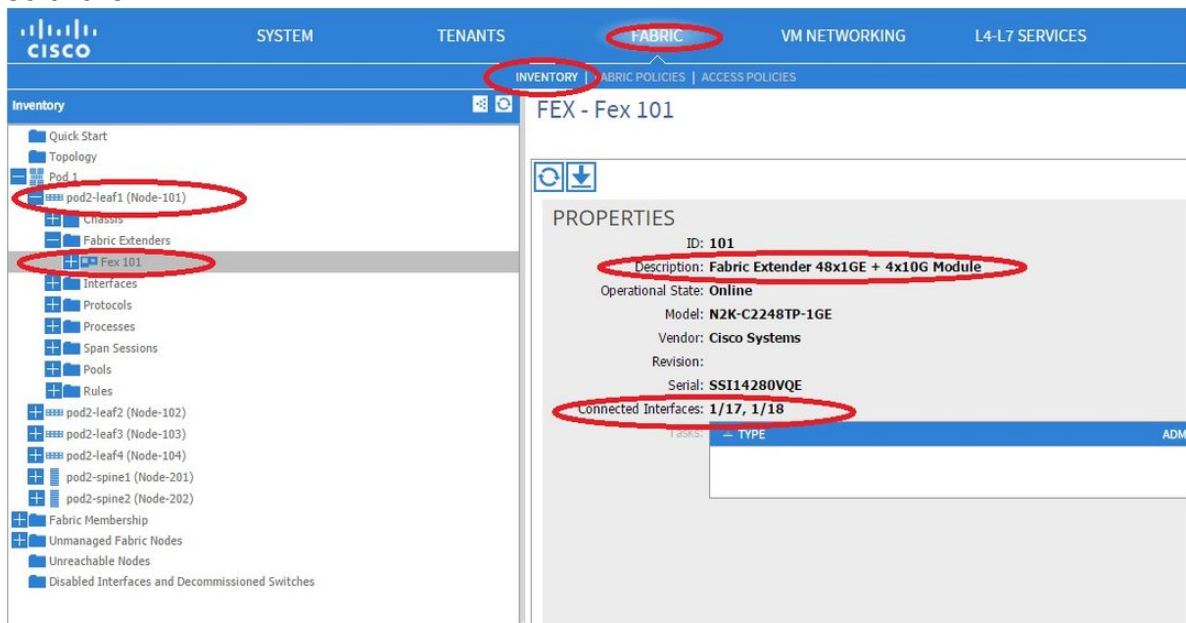 CISCO
SYSTEM TENANTS FABRIC VM NETWORKING L4-L7 SERVICES
INVENTORY | FABRIC POLICIES | ACCESS POLICIES
Inventory
Quick Start
Topology
Pod 1
pod2-leaf1 (Node-101)
Chassis
Fabric Extenders
Fex 101
Interfaces
Protocols
Processes
Span Sessions
Pools
Rules
pod2-leaf2 (Node-102)
pod2-leaf3 (Node-103)
pod2-leaf4 (Node-104)
pod2-spine1 (Node-201)
pod2-spine2 (Node-202)
Fabric Membership
Unmanaged Fabric Nodes
Unreachable Nodes
Disabled Interfaces and Decommissioned Switches
FEX - Fex 101
PROPERTIES
ID: 101
Description: Fabric Extender 48x1GE + 4x10G Module
Operational State: Online
Model: N2K-C2248TP-1GE
Vendor: Cisco Systems
Revision:
Serial: SSI14280VQE
Connected Interfaces: 1/17, 1/18
Tasks: TYPE ADM